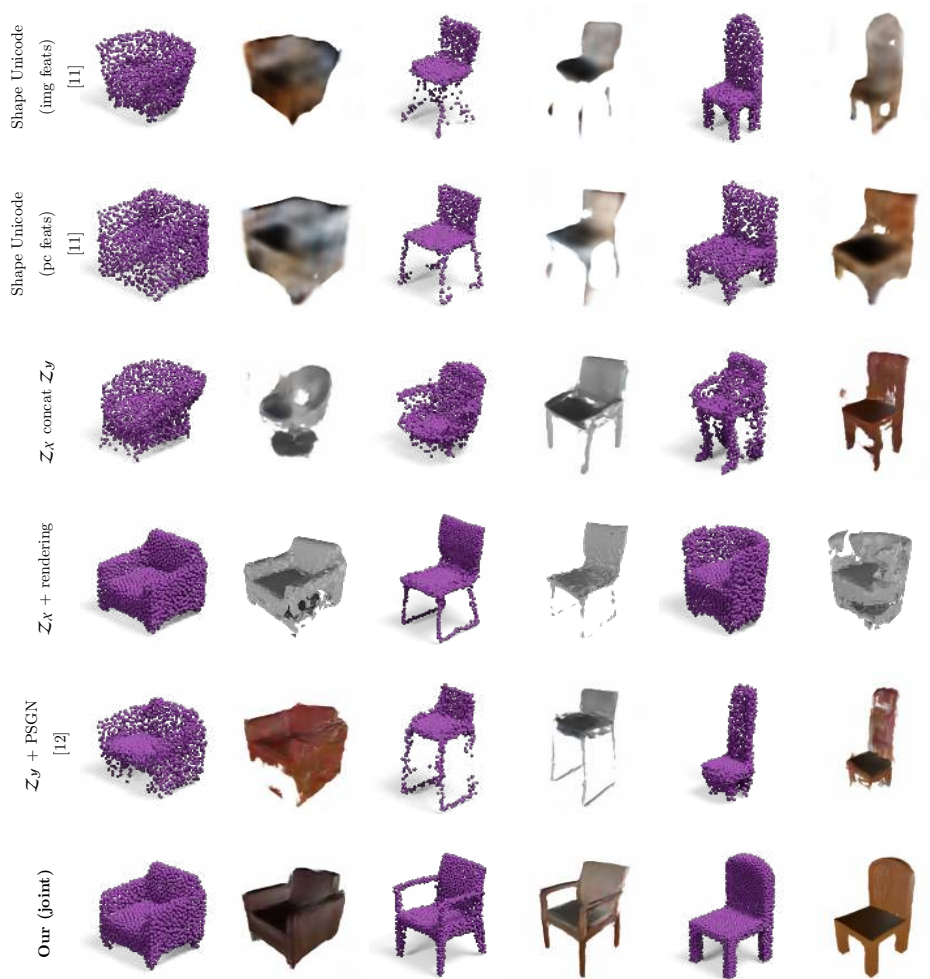 Shape Unicode
(img feats)
[11]
Shape Unicode
(pc feats)
[11]
Z_X concat Z_y
Z_X + rendering
Z_y + PSGN
[12]
Our (joint)